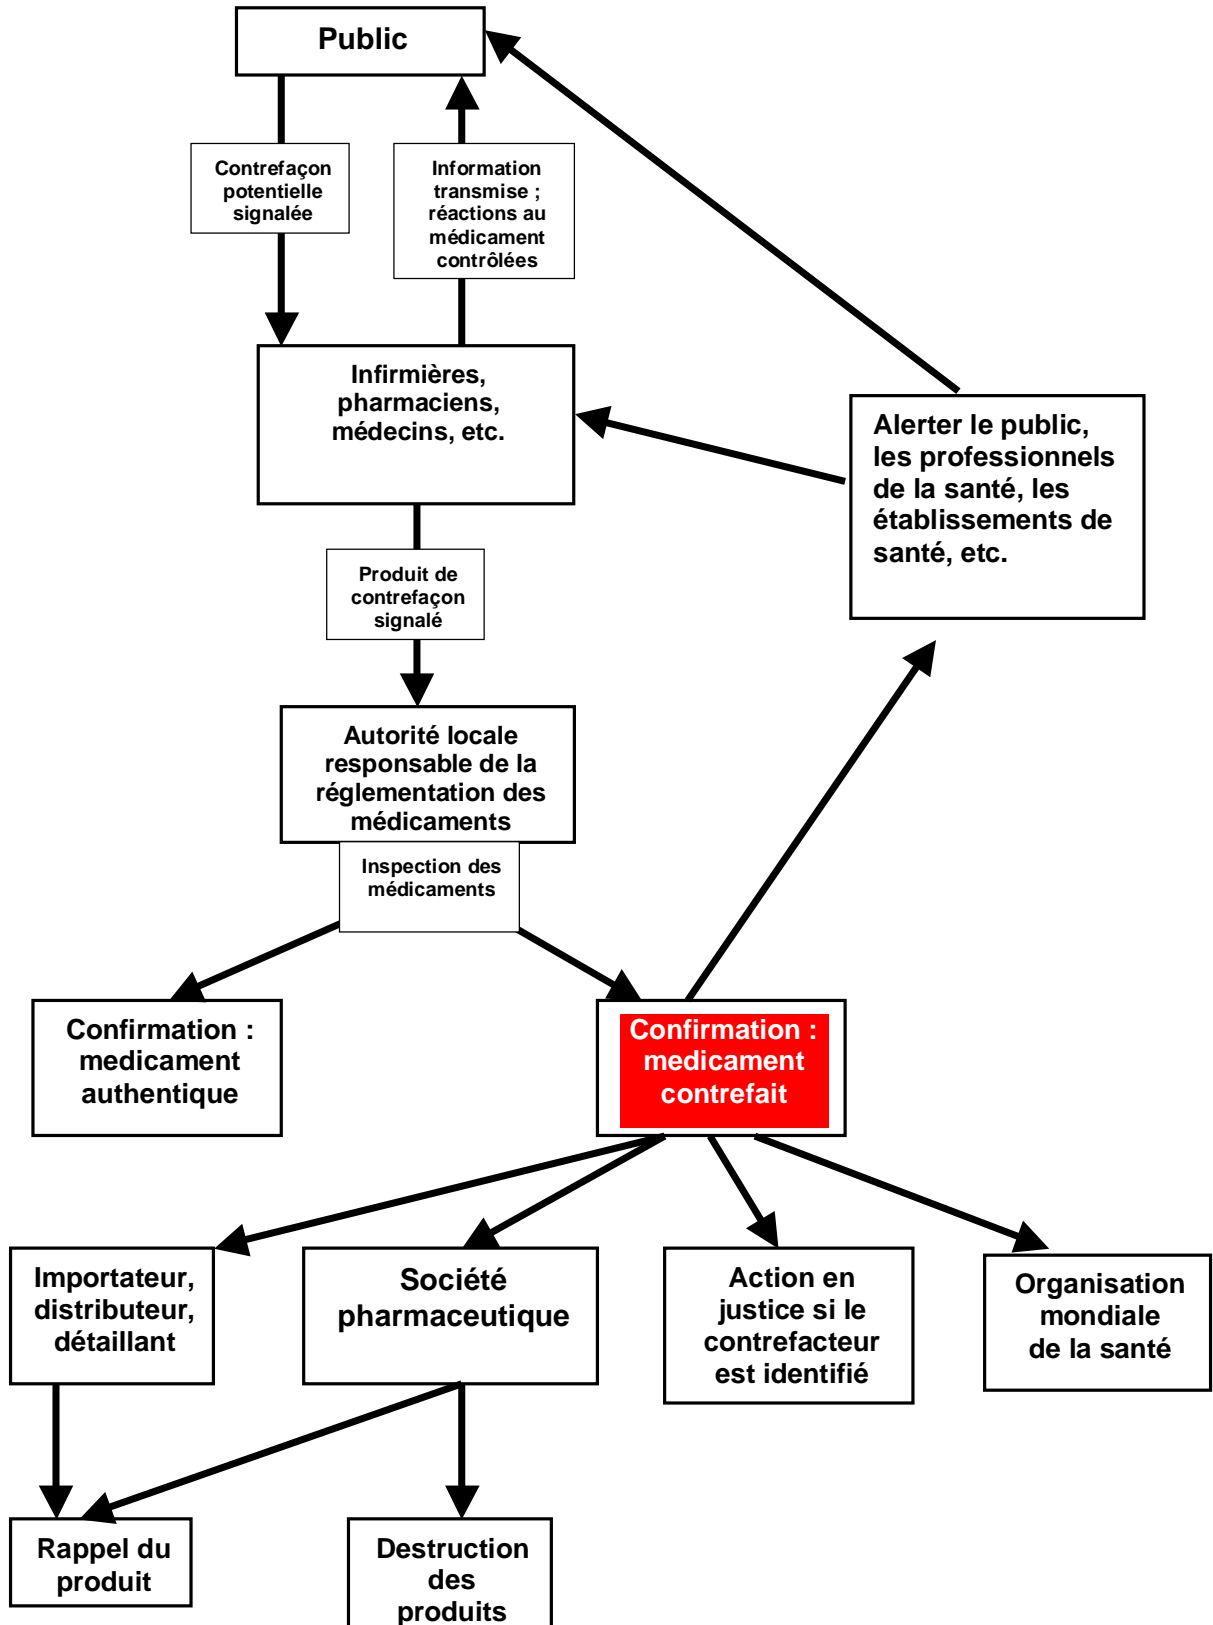 Public
Contrefaçon
potentielle
signalée
Information
transmise ;
réactions au
médicament
contrôlées
Infirmières,
pharmaciens,
médecins, etc.
Alerter le public,
les professionnels
de la santé, les
établissements de
santé, etc.
Produit de
contrefaçon
signalé
Autorité locale
responsable de la
réglementation des
médicaments
Inspection des
médicaments
Confirmation :
medicament
authentique
Confirmation :
medicament
contrefait
Importateur,
distributeur,
détaillant
Société
pharmaceutique
Action en
justice si le
contrefacteur
est identifié
Organisation
mondiale
de la santé
Rappel du
produit
Destruction
des
produits